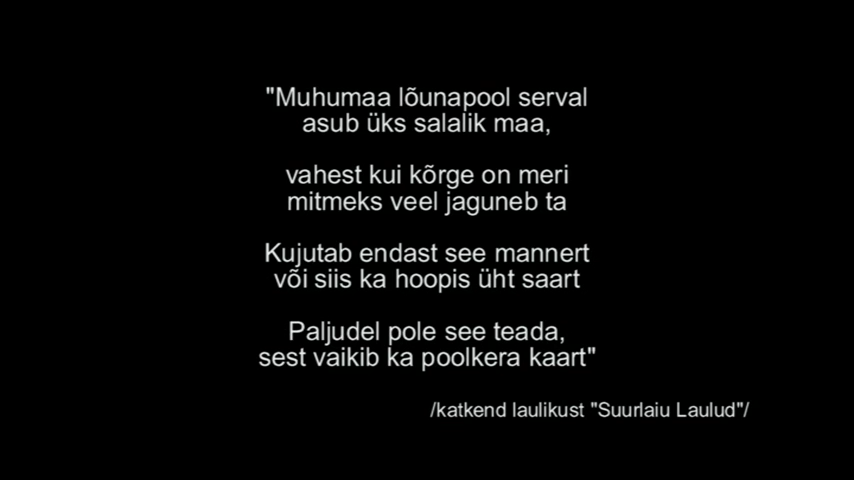 "Muhumaa lõunapool serval
asub üks salalik maa,
vahest kui kõrge on meri
mitmeks veel jaguneb ta
Kujutab endast see mannert
või siis ka hoopis üht saart
Paljudel pole see teada,
sest vaikib ka poolkera kaart"
/katkend laulikust "Suurlaiu Laulud"/